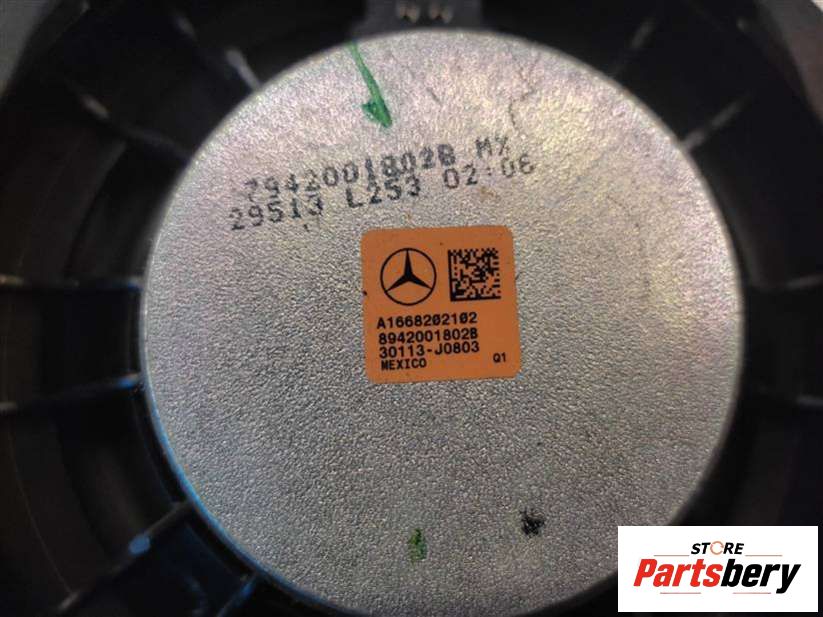 29513 L253 02:06
A1668202102
8942001802B
30113-J0803
MEXICO Q1
STORE
Partsbery